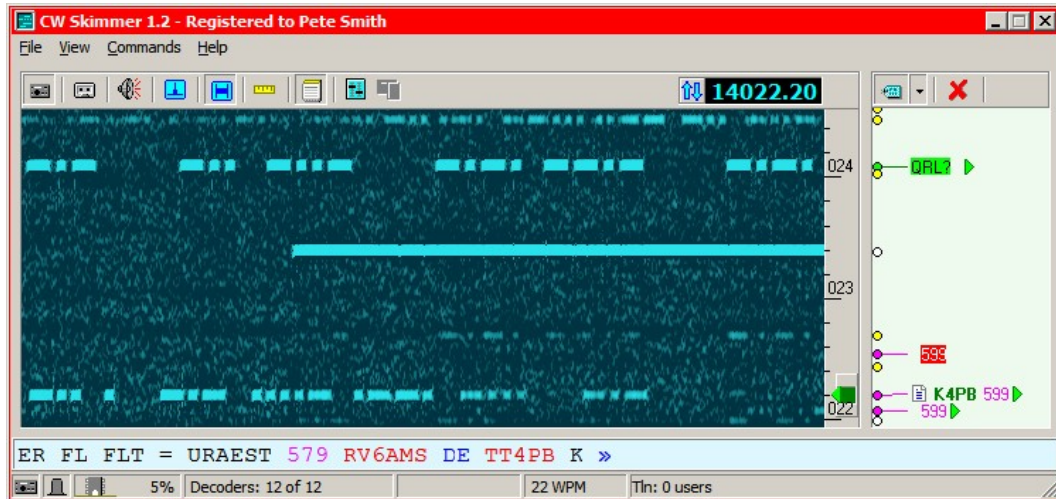 CW Skimmer 1.2 - Registered to Pete Smith
File View Commands Help
14022.20
024
QRL?
023
599
K4PB 599
022
599
ER FL FLT = URAEST 579 RV6AMS DE TT4PB K »
5% Decoders: 12 of 12 22 WPM Tln: 0 users